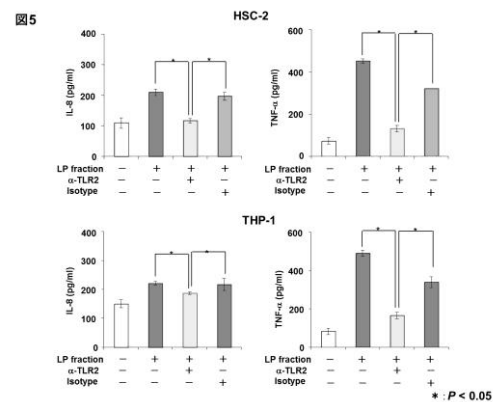 図5
HSC-2
IL-8 (pg/ml)
400
300
200
100
0
LP fraction − + + +
α-TLR2 − − + −
Isotype − − − +
* *
TNF-α (pg/ml)
600
400
200
0
LP fraction − + + +
α-TLR2 − − + −
Isotype − − − +
* *
THP-1
IL-8 (pg/ml)
400
300
200
100
0
LP fraction − + + +
α-TLR2 − − + −
Isotype − − − +
* *
TNF-α (pg/ml)
600
400
200
0
LP fraction − + + +
α-TLR2 − − + −
Isotype − − − +
* *
* : P < 0.05